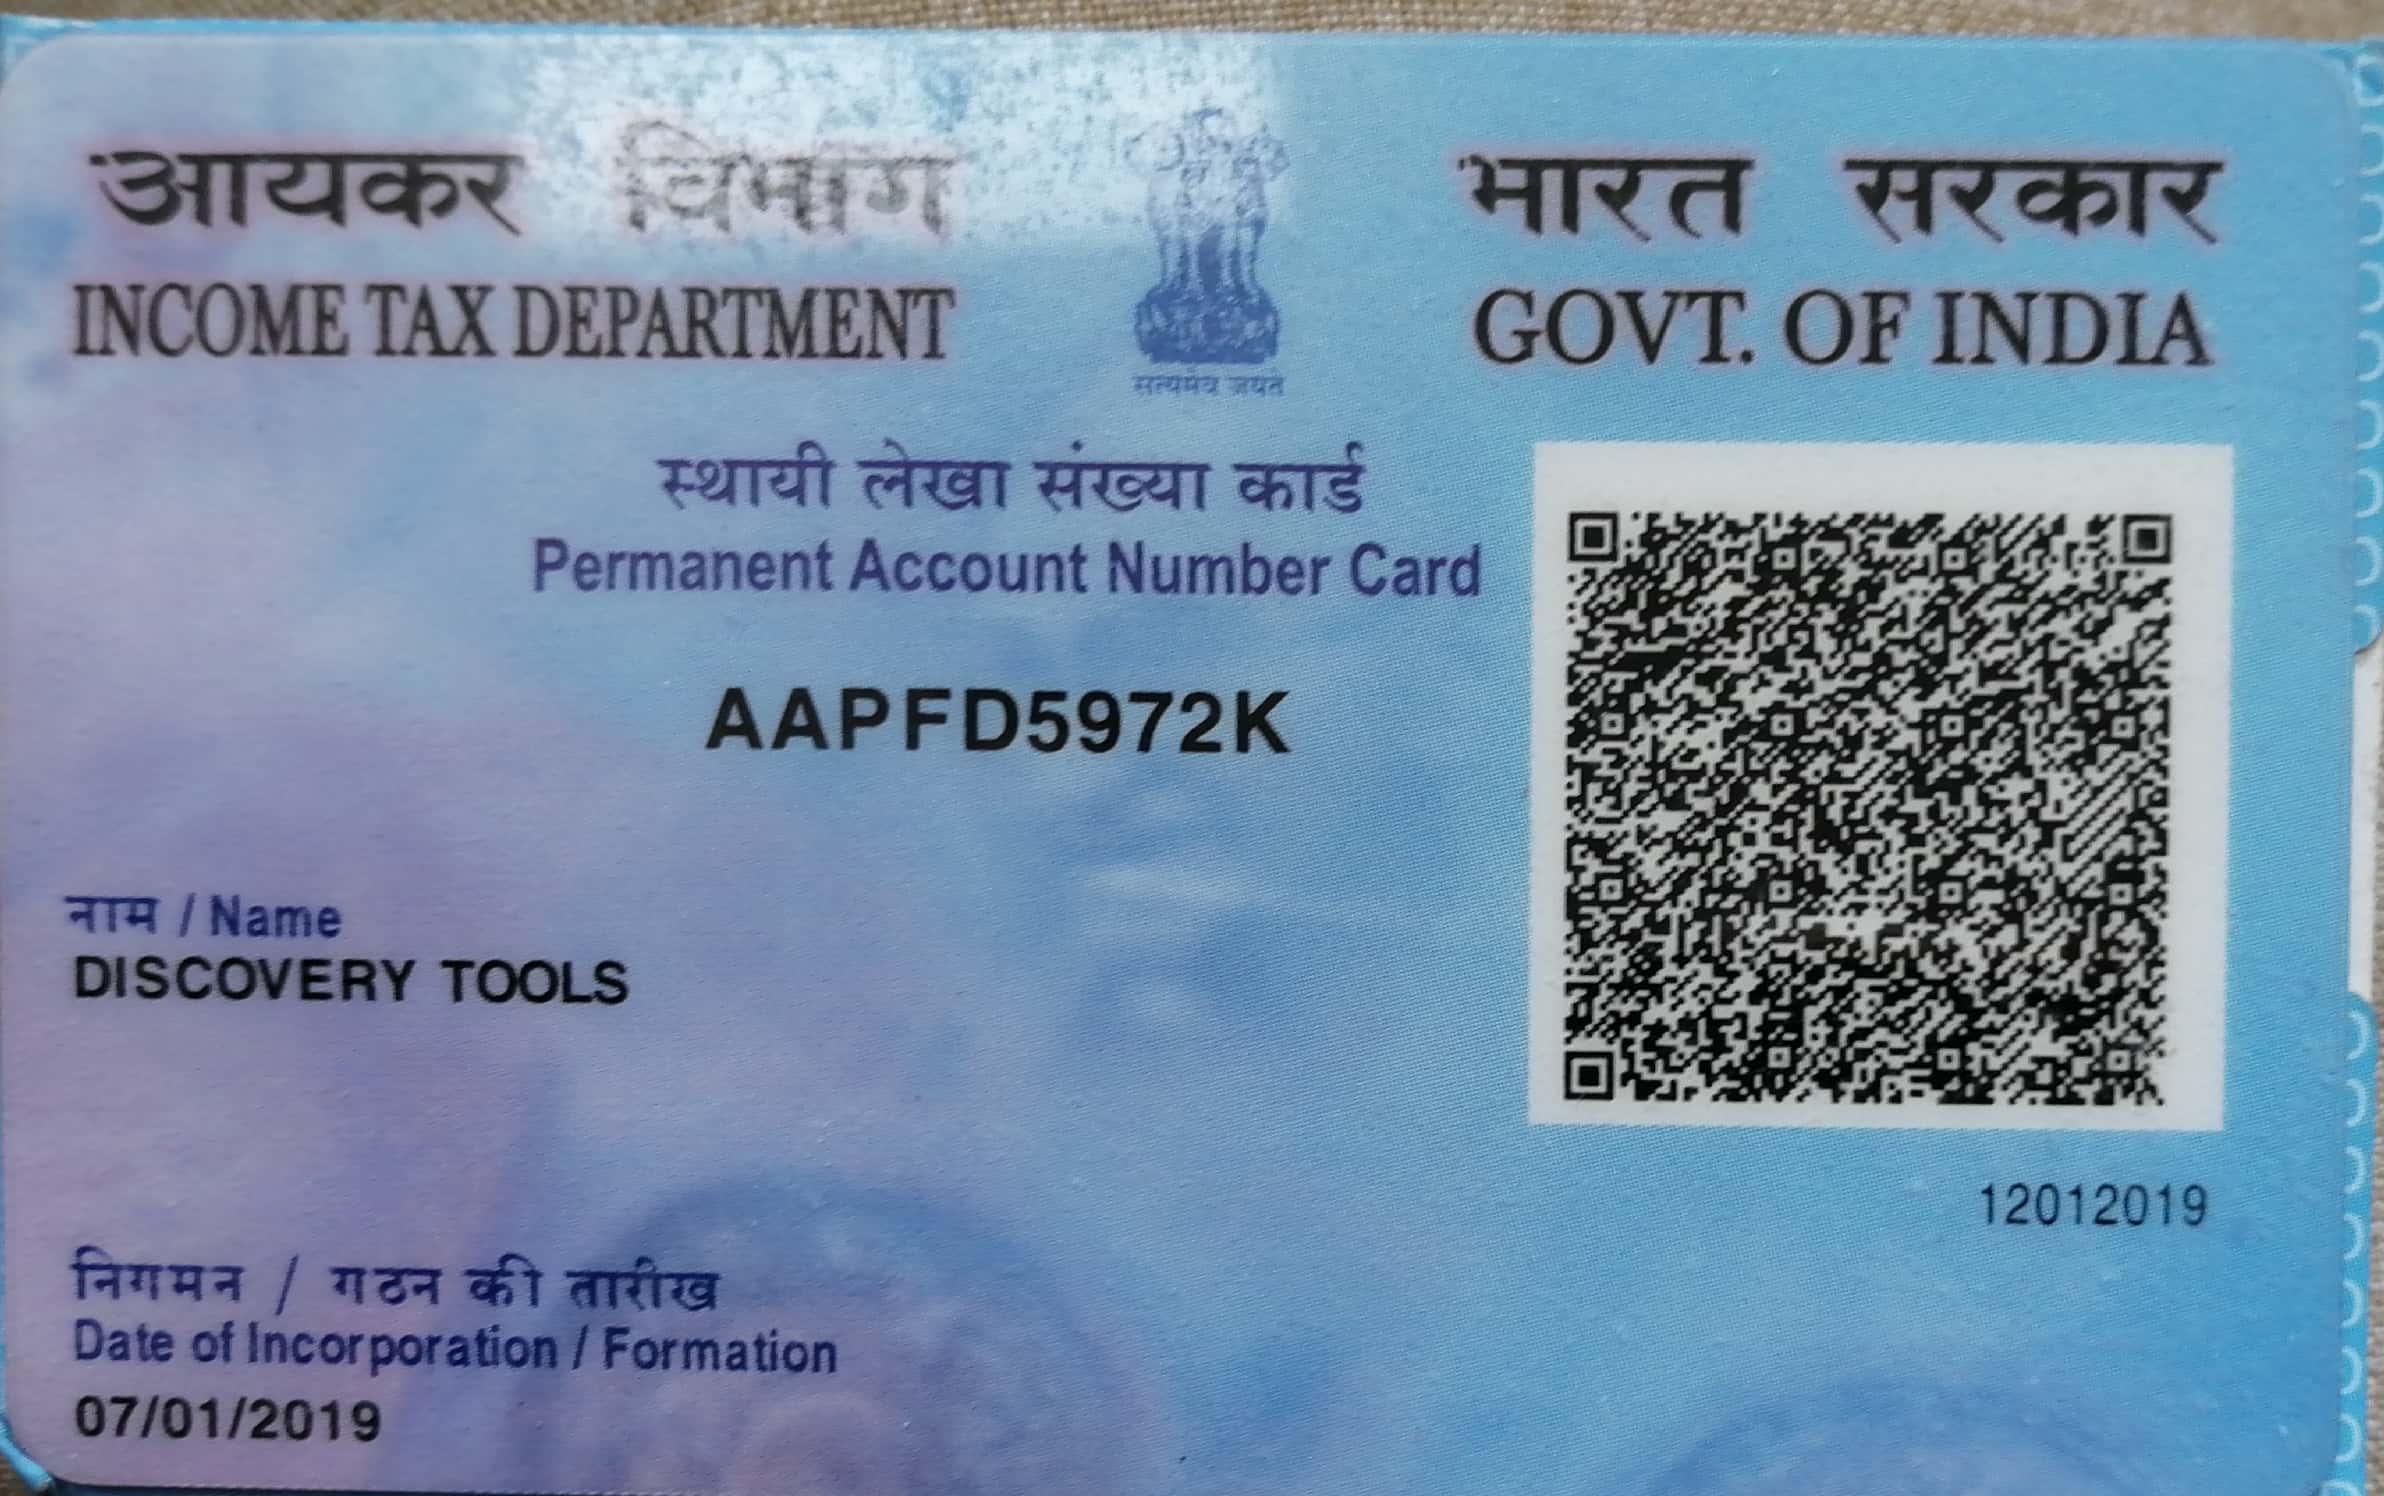 आयकर विभाग
INCOME TAX DEPARTMENT
सत्यमेव जयते
भारत सरकार
GOVT. OF INDIA
स्थायी लेखा संख्या कार्ड
Permanent Account Number Card
AAPFD5972K
नाम / Name
DISCOVERY TOOLS
12012019
निगमन / गठन की तारीख
Date of Incorporation / Formation
07/01/2019